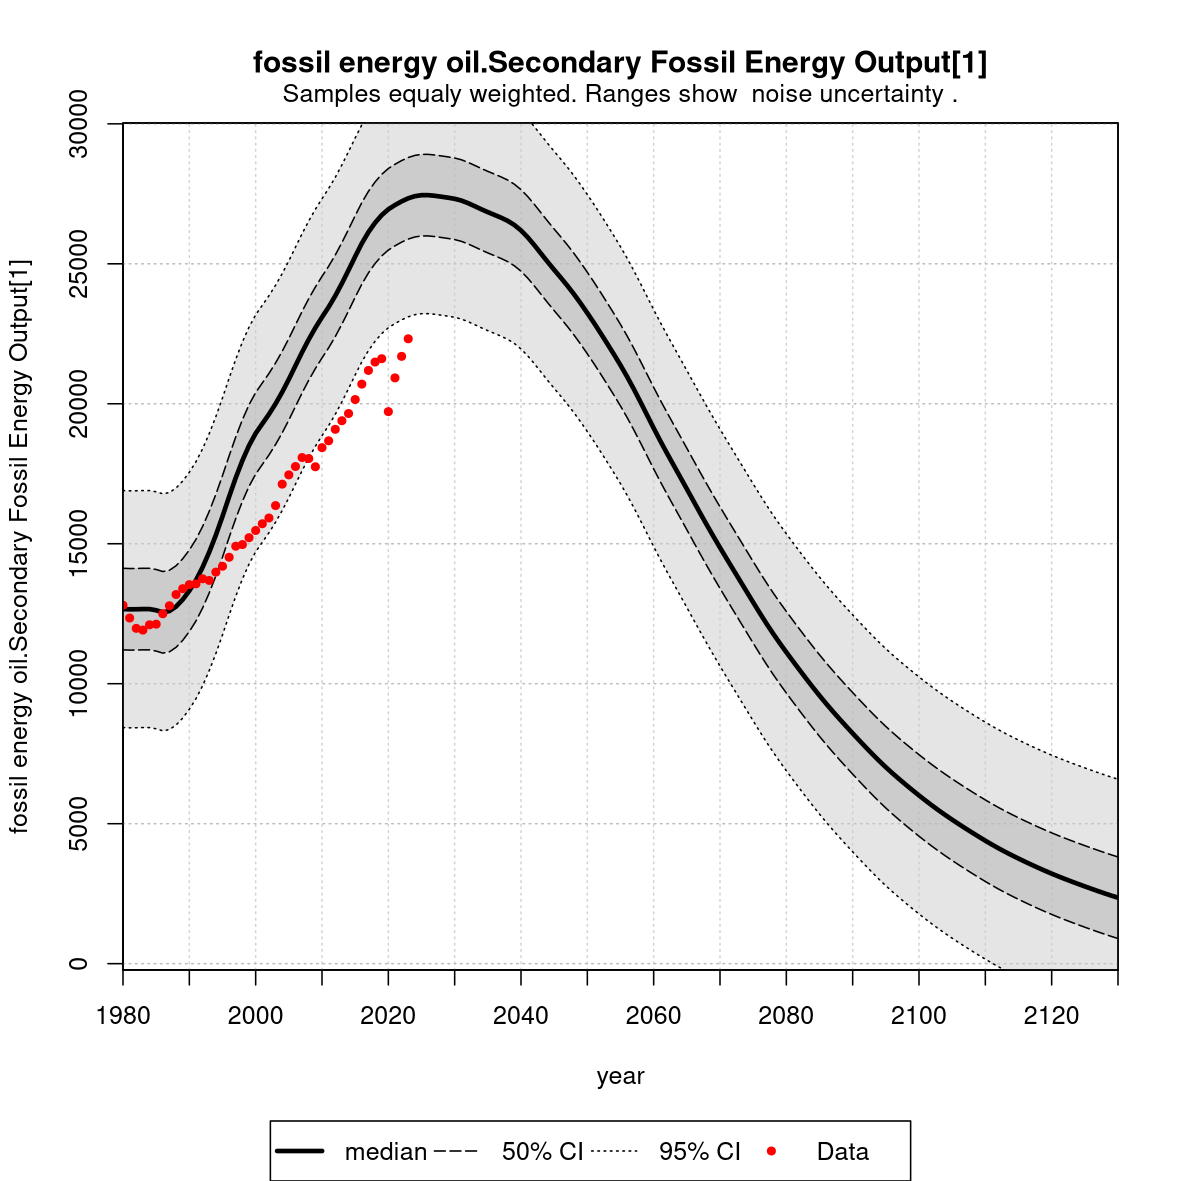 fossil energy oil.Secondary Fossil Energy Output[1]
Samples equaly weighted. Ranges show  noise uncertainty .
fossil energy oil.Secondary Fossil Energy Output[1]
30000
25000
20000
15000
10000
5000
0
1980 2000 2020 2040 2060 2080 2100 2120
year
median 50% CI 95% CI Data